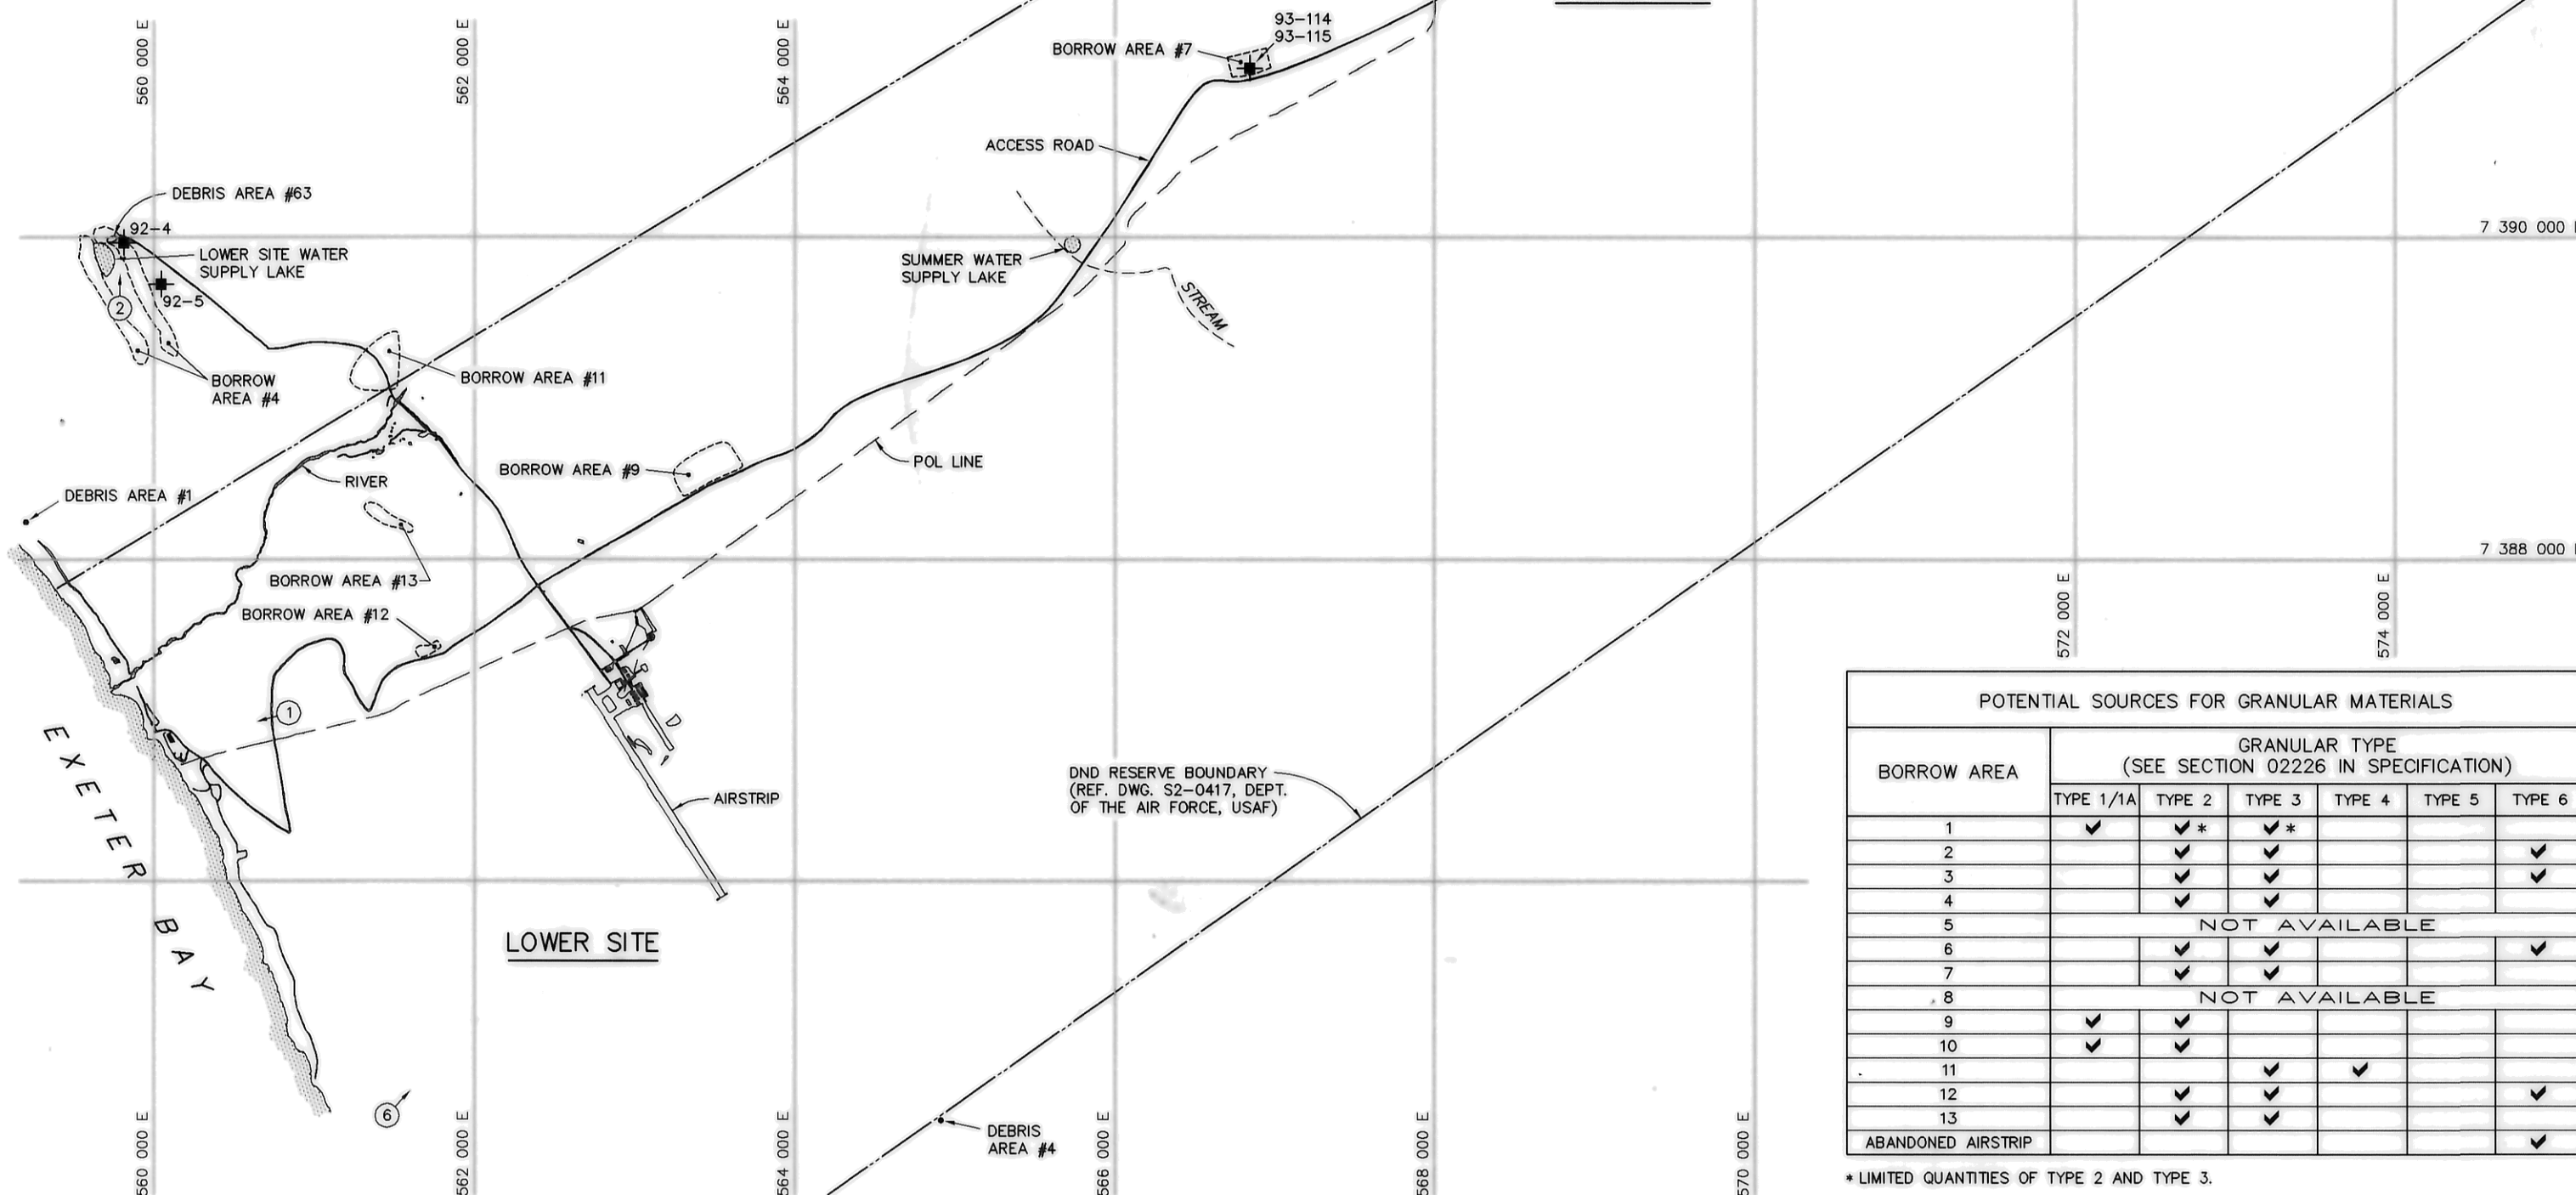 560 000 E
562 000 E
564 000 E
93-114
93-115
BORROW AREA #7
ACCESS ROAD
DEBRIS AREA #63
92-4
LOWER SITE WATER
SUPPLY LAKE
92-5
2
7 390 000
SUMMER WATER
SUPPLY LAKE
STREAM
BORROW
AREA #4
BORROW AREA #11
BORROW AREA #9
POL LINE
RIVER
DEBRIS AREA #1
BORROW AREA #13
BORROW AREA #12
7 388 000
572 000 E
574 000 E
1
EXETER
BAY
AIRSTRIP
DND RESERVE BOUNDARY
(REF. DWG. S2-0417, DEPT.
OF THE AIR FORCE, USAF)
LOWER SITE
6
DEBRIS
AREA #4
560 000 E
562 000 E
564 000 E
566 000 E
568 000 E
570 000 E
POTENTIAL SOURCES FOR GRANULAR MATERIALS
BORROW AREA
GRANULAR TYPE
(SEE SECTION 02226 IN SPECIFICATION)
TYPE 1/1A TYPE 2 TYPE 3 TYPE 4 TYPE 5 TYPE 6
1 ✔ ✔* ✔*
2 ✔ ✔ ✔
3 ✔ ✔ ✔
4 ✔ ✔
5 NOT AVAILABLE
6 ✔ ✔ ✔
7 ✔ ✔
8 NOT AVAILABLE
9 ✔ ✔
10 ✔ ✔
11 ✔ ✔
12 ✔ ✔ ✔
13 ✔ ✔
ABANDONED AIRSTRIP ✔
* LIMITED QUANTITIES OF TYPE 2 AND TYPE 3.